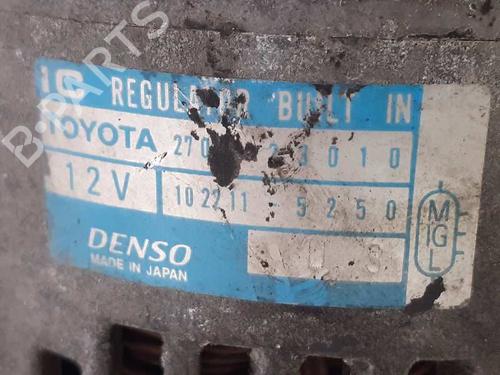 B-PARTS
IC REGULATOR BUILT IN
TOYOTA
12V 102211-5250
DENSO
MADE IN JAPAN
M
IG
L